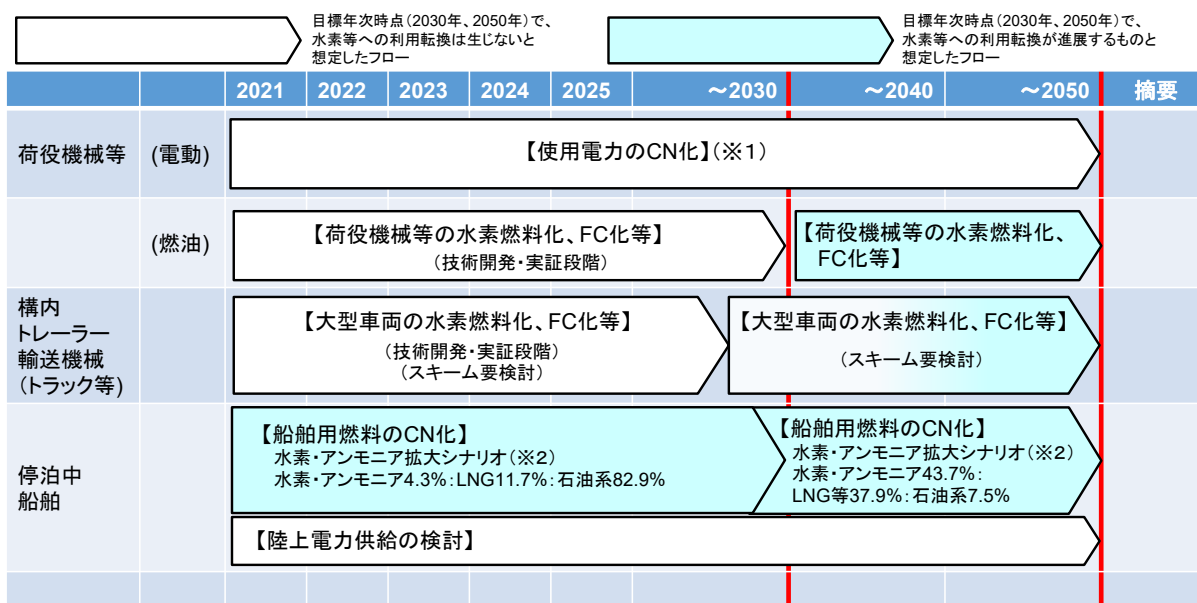 目標年次時点(2030年、2050年)で、
水素等への利用転換は生じないと
想定したフロー
目標年次時点(2030年、2050年)で、
水素等への利用転換が進展するものと
想定したフロー
2021 2022 2023 2024 2025 ～2030 ～2040 ～2050 摘要
荷役機械等 (電動)
【使用電力のCN化】(※1)
(燃油)
【荷役機械等の水素燃料化、FC化等】
(技術開発・実証段階)
【荷役機械等の水素燃料化、
FC化等】
構内
トレーラー
輸送機械
(トラック等)
【大型車両の水素燃料化、FC化等】
(技術開発・実証段階)
(スキーム要検討)
【大型車両の水素燃料化、FC化等】
(スキーム要検討)
停泊中
船舶
【船舶用燃料のCN化】
水素・アンモニア拡大シナリオ(※2)
水素・アンモニア4.3%:LNG11.7%:石油系82.9%
【船舶用燃料のCN化】
水素・アンモニア拡大シナリオ(※2)
水素・アンモニア43.7%:
LNG等37.9%:石油系7.5%
【陸上電力供給の検討】